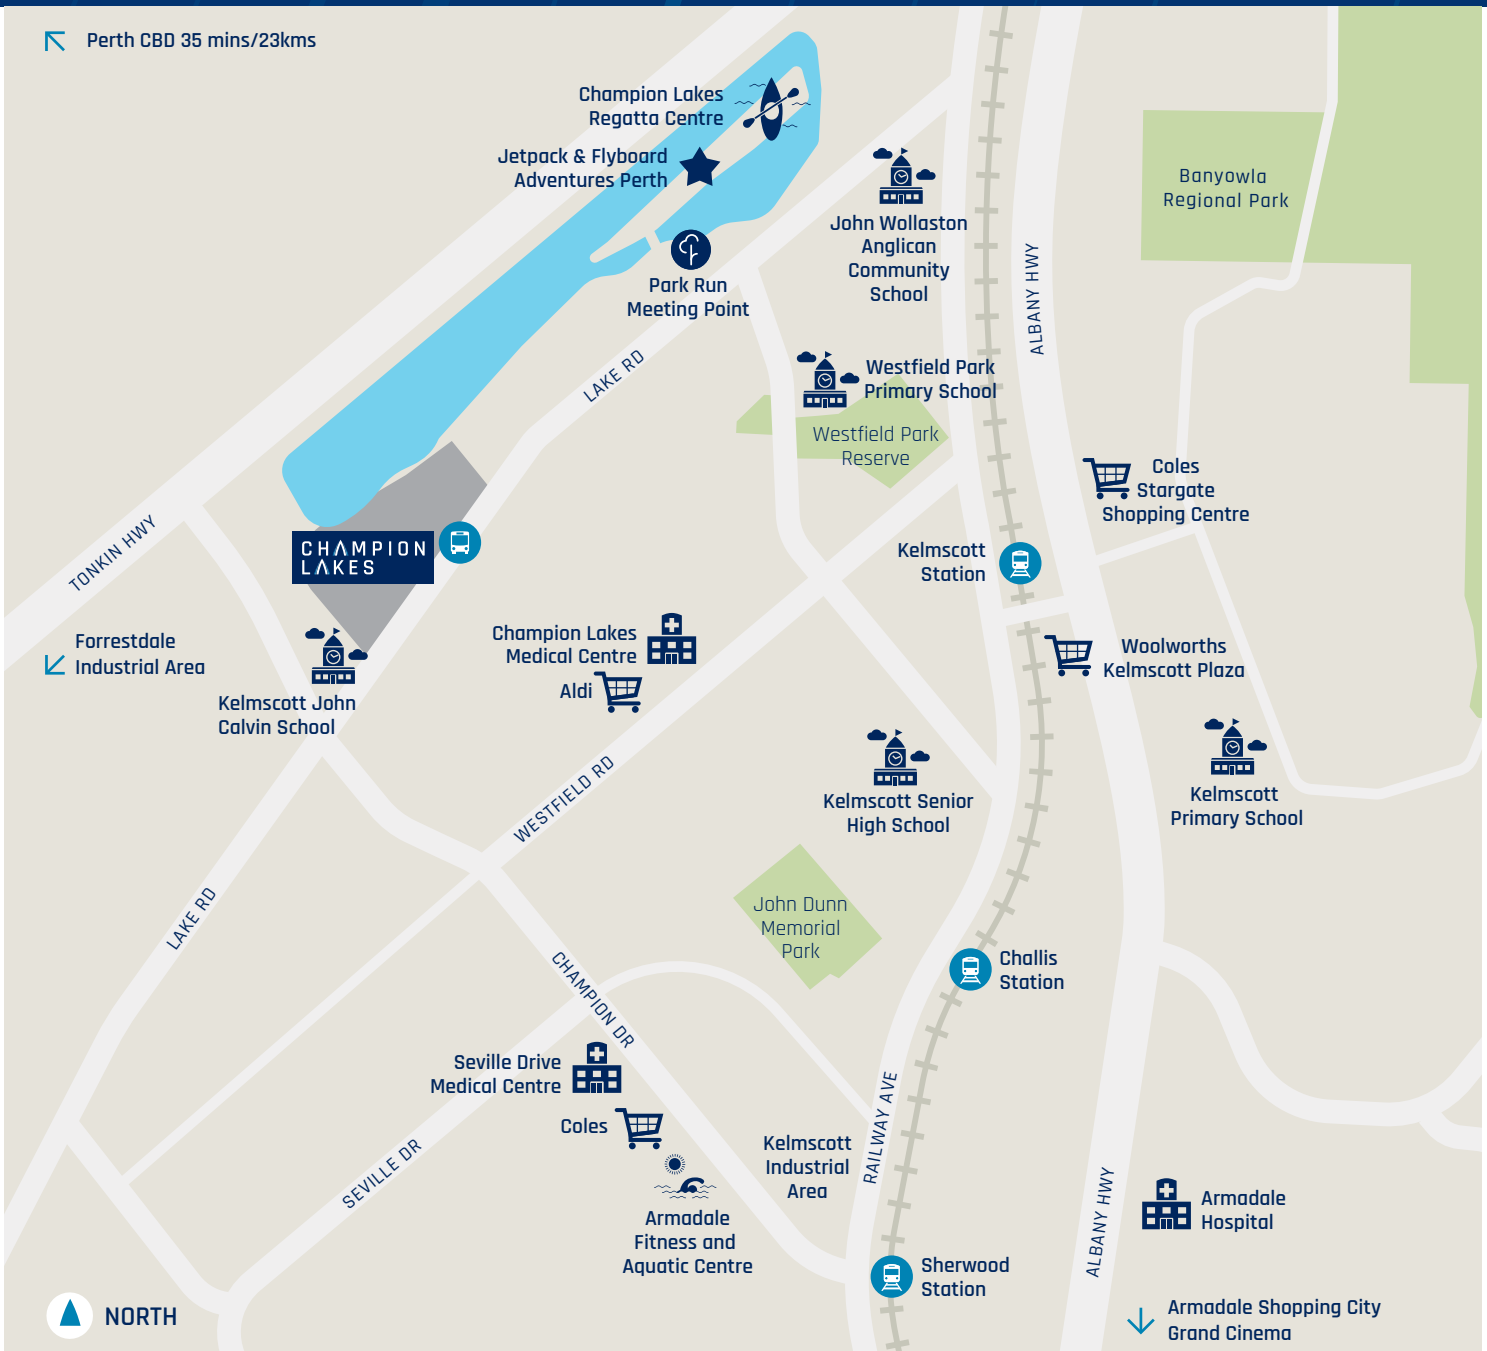 Perth CBD 35 mins/23kms
Champion Lakes
Regatta Centre
Jetpack & Flyboard
Adventures Perth
Park Run
Meeting Point
John Wollaston
Anglican
Community
School
Banyowla
Regional Park
ALBANY HWY
LAKE RD
Westfield Park
Primary School
Westfield Park
Reserve
Coles
Stargate
Shopping Centre
TONKIN HWY
CHAMPION
LAKES
Kelmscott
Station
Forrestdale
Industrial Area
Champion Lakes
Medical Centre
Aldi
Woolworths
Kelmscott Plaza
Kelmscott John
Calvin School
WESTFIELD RD
Kelmscott Senior
High School
Kelmscott
Primary School
LAKE RD
John Dunn
Memorial
Park
CHAMPION DR
Challis
Station
Seville Drive
Medical Centre
Coles
SEVILLE DR
Kelmscott
Industrial
Area
RAILWAY AVE
Armadale
Fitness and
Aquatic Centre
ALBANY HWY
Armadale
Hospital
Sherwood
Station
NORTH
Armadale Shopping City
Grand Cinema